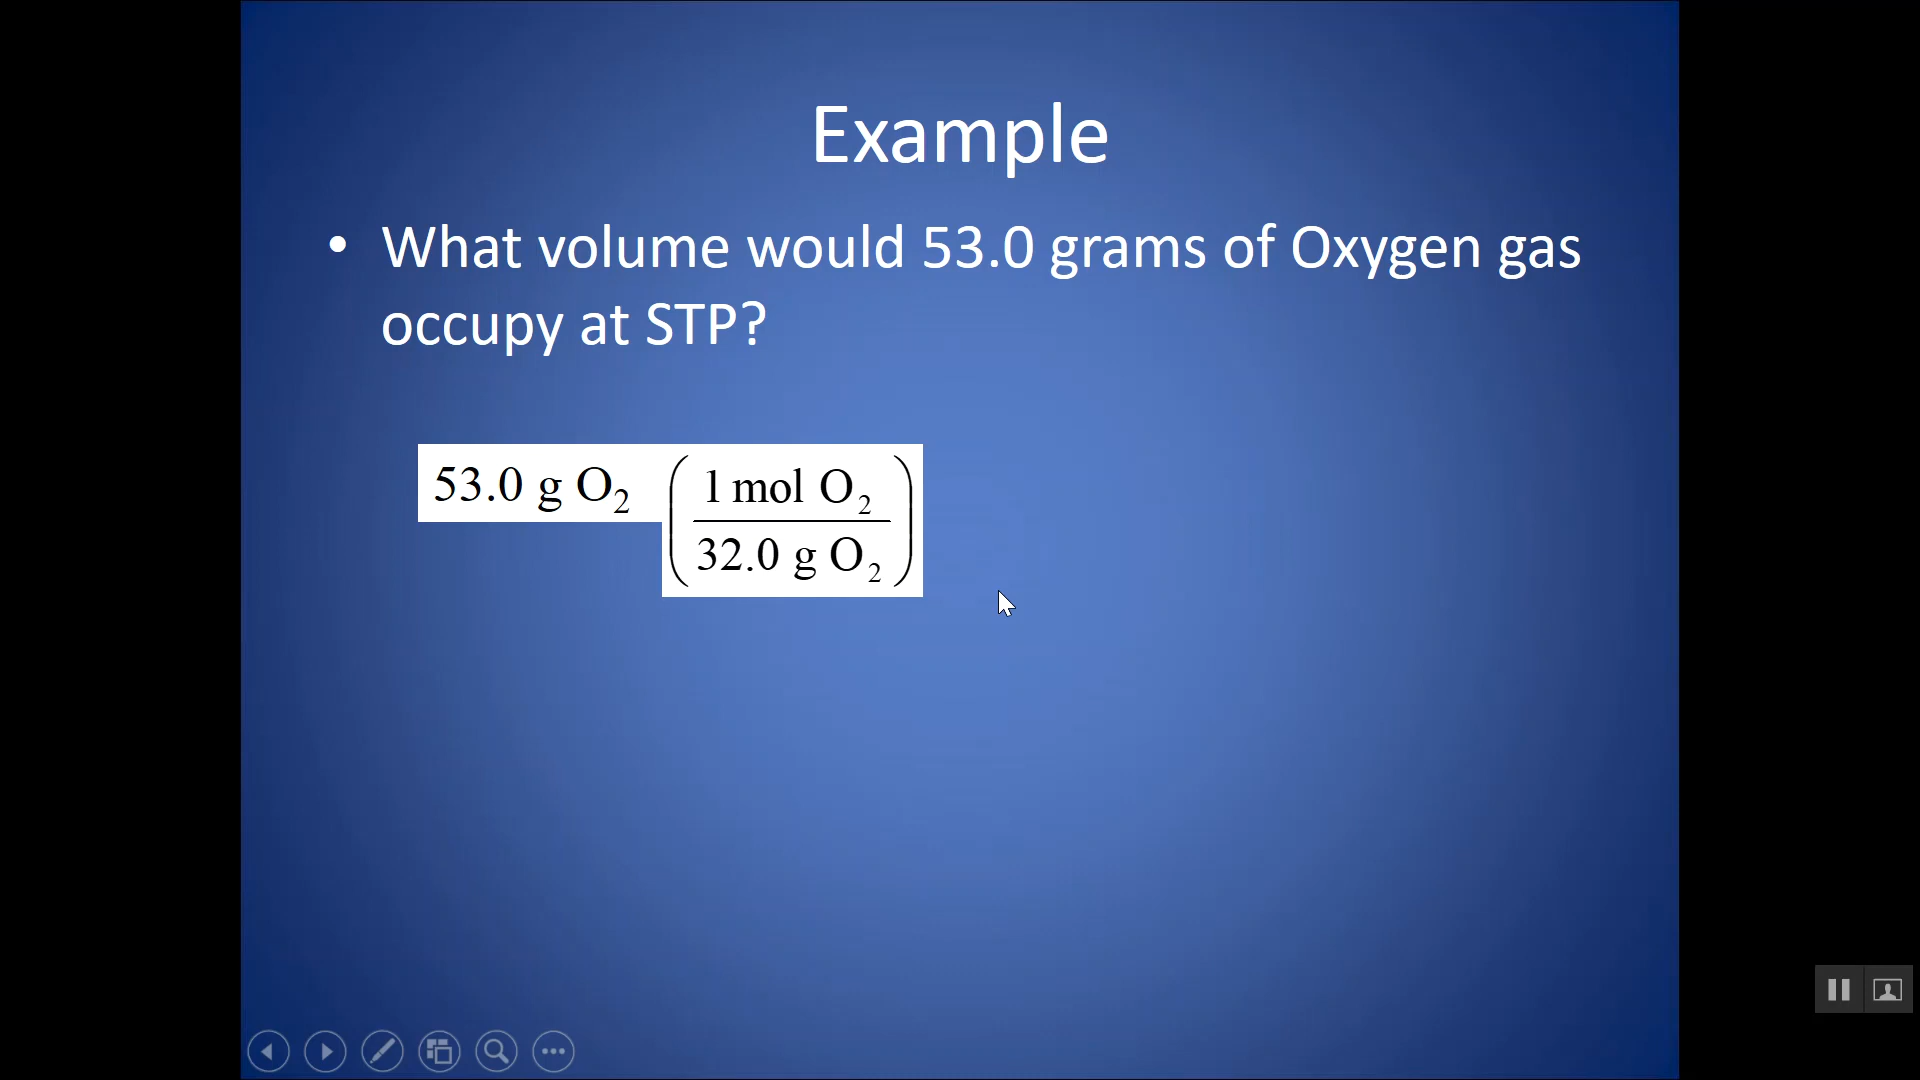 Example
• What volume would 53.0 grams of Oxygen gas
occupy at STP?
53.0 g O₂ (1 mol O₂ / 32.0 g O₂)